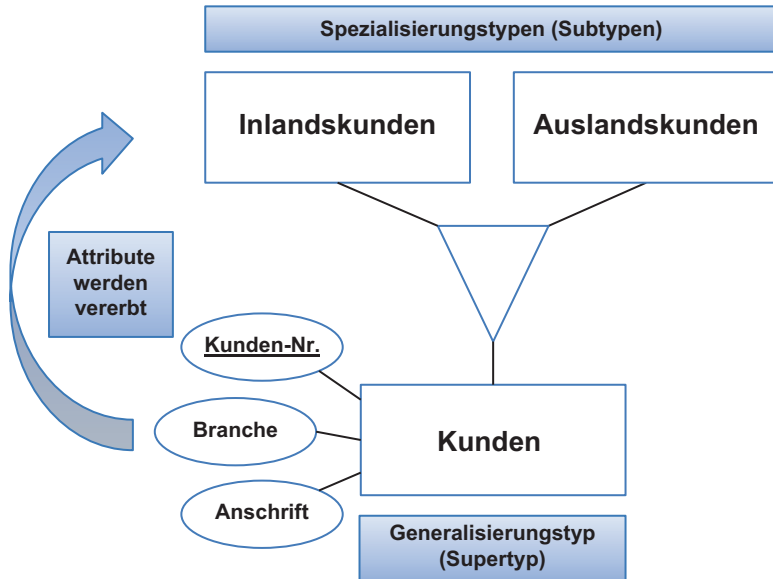 Spezialisierungstypen (Subtypen)
Inlandskunden
Auslandskunden
Attribute
werden
vererbt
Kunden-Nr.
Branche
Kunden
Anschrift
Generalisierungstyp
(Supertyp)